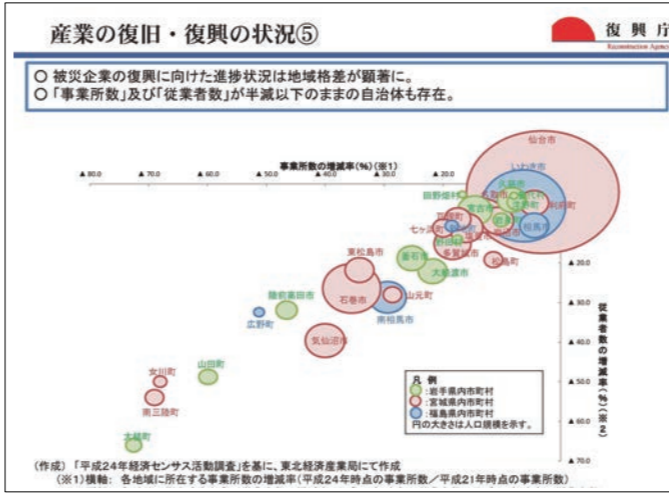 産業の復旧・復興の状況⑤
復興庁
Reconstruction Agency
○ 被災企業の復興に向けた進捗状況は地域格差が顕著に。
○ 「事業所数」及び「従業者数」が半減以下のままの自治体も存在。
事業所数の増減率(%)(※1)
▲ 80.0
▲ 70.0
▲ 60.0
▲ 50.0
▲ 40.0
▲ 30.0
▲ 20.0
仙台市
いわき市
久慈市
田野畑村
利府町
宮古市
相馬市
亘理町
七ヶ浜町
野田村
多賀城市
松島町
東松島市
釜石市
大船渡市
石巻市
山元町
南相馬市
陸前高田市
広野町
気仙沼市
女川町
山田町
南三陸町
大槌町
▲ 20.0
▲ 30.0
▲ 40.0
▲ 50.0
▲ 60.0
▲ 70.0
従業者数の増減率(%)(※2)
凡 例
:岩手県内市町村
:宮城県内市町村
:福島県内市町村
円の大きさは人口規模を示す。
(作成) 「平成24年経済センサス活動調査」を基に、東北経済産業局にて作成
(※1)横軸: 各地域に所在する事業所数の増減率(平成24年時点の事業所数/平成21年時点の事業所数)